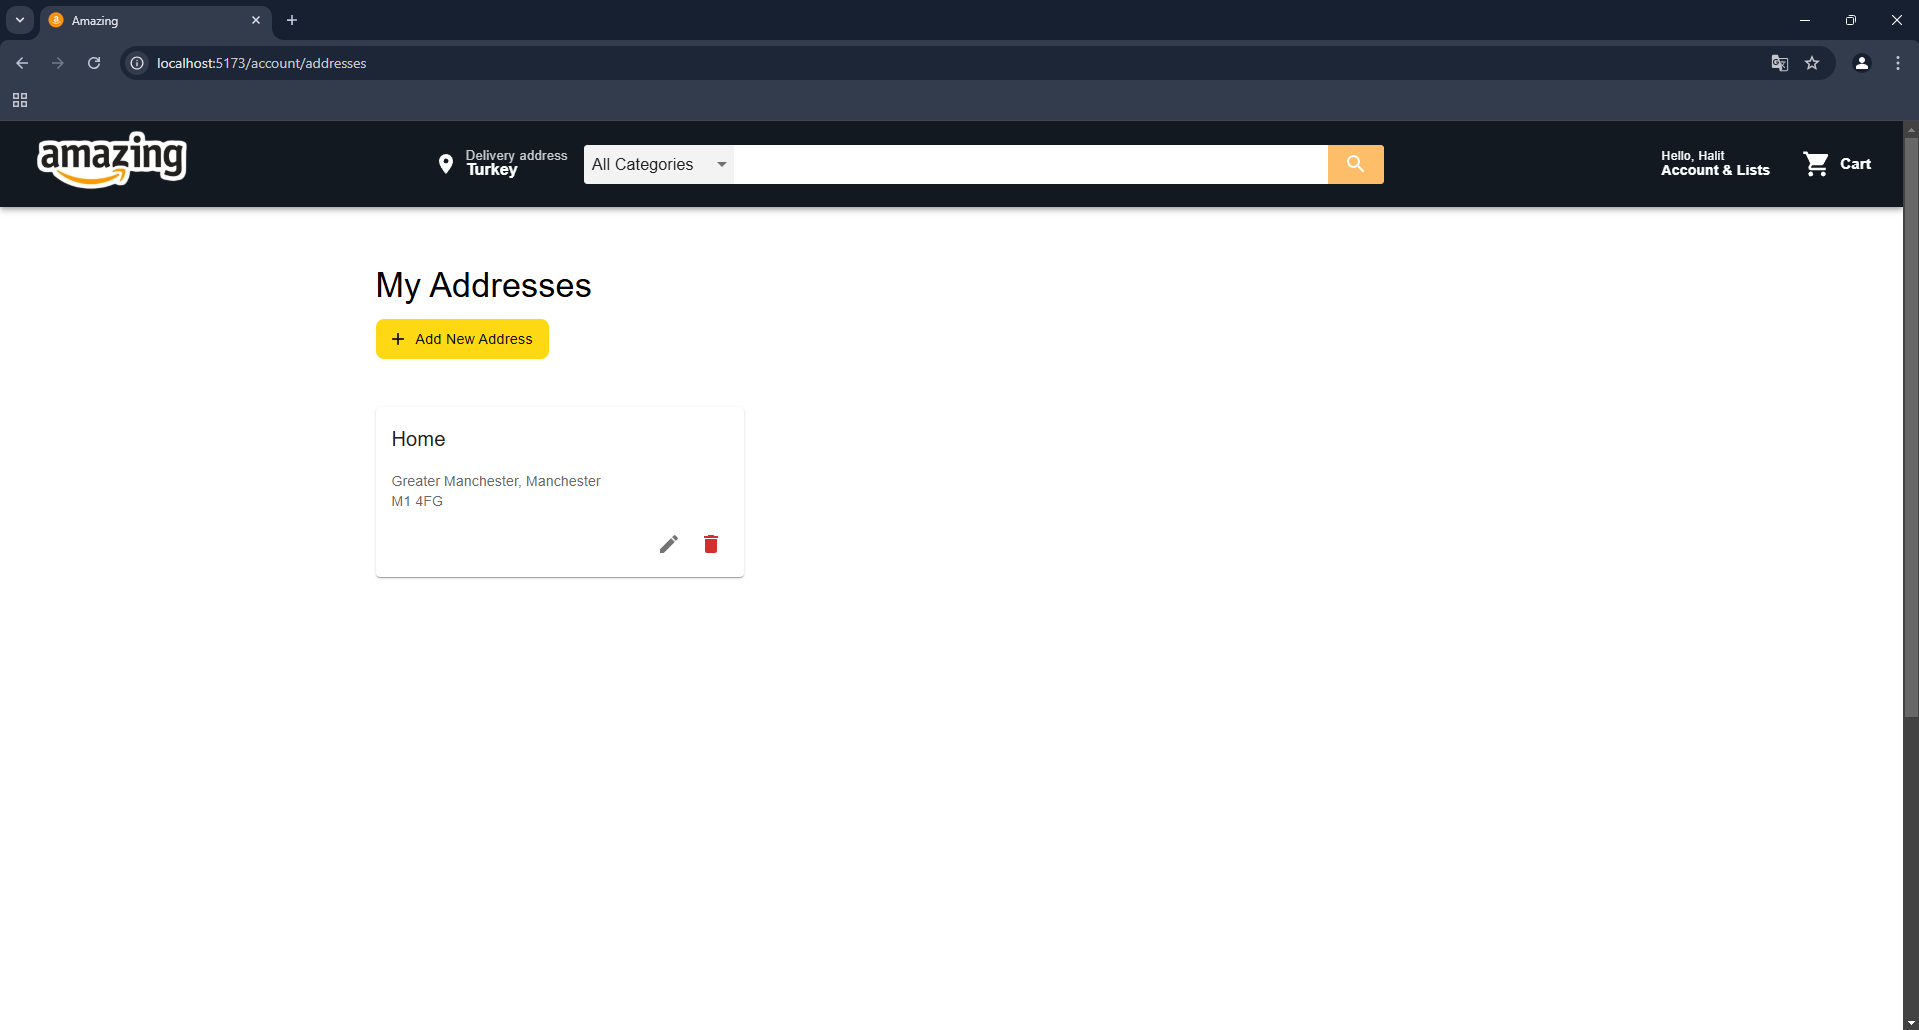 Amazing
localhost:5173/account/addresses
amazing
Delivery address
Turkey
All Categories
Hello, Halit
Account & Lists
Cart
My Addresses
Add New Address
Home
Greater Manchester, Manchester
M1 4FG